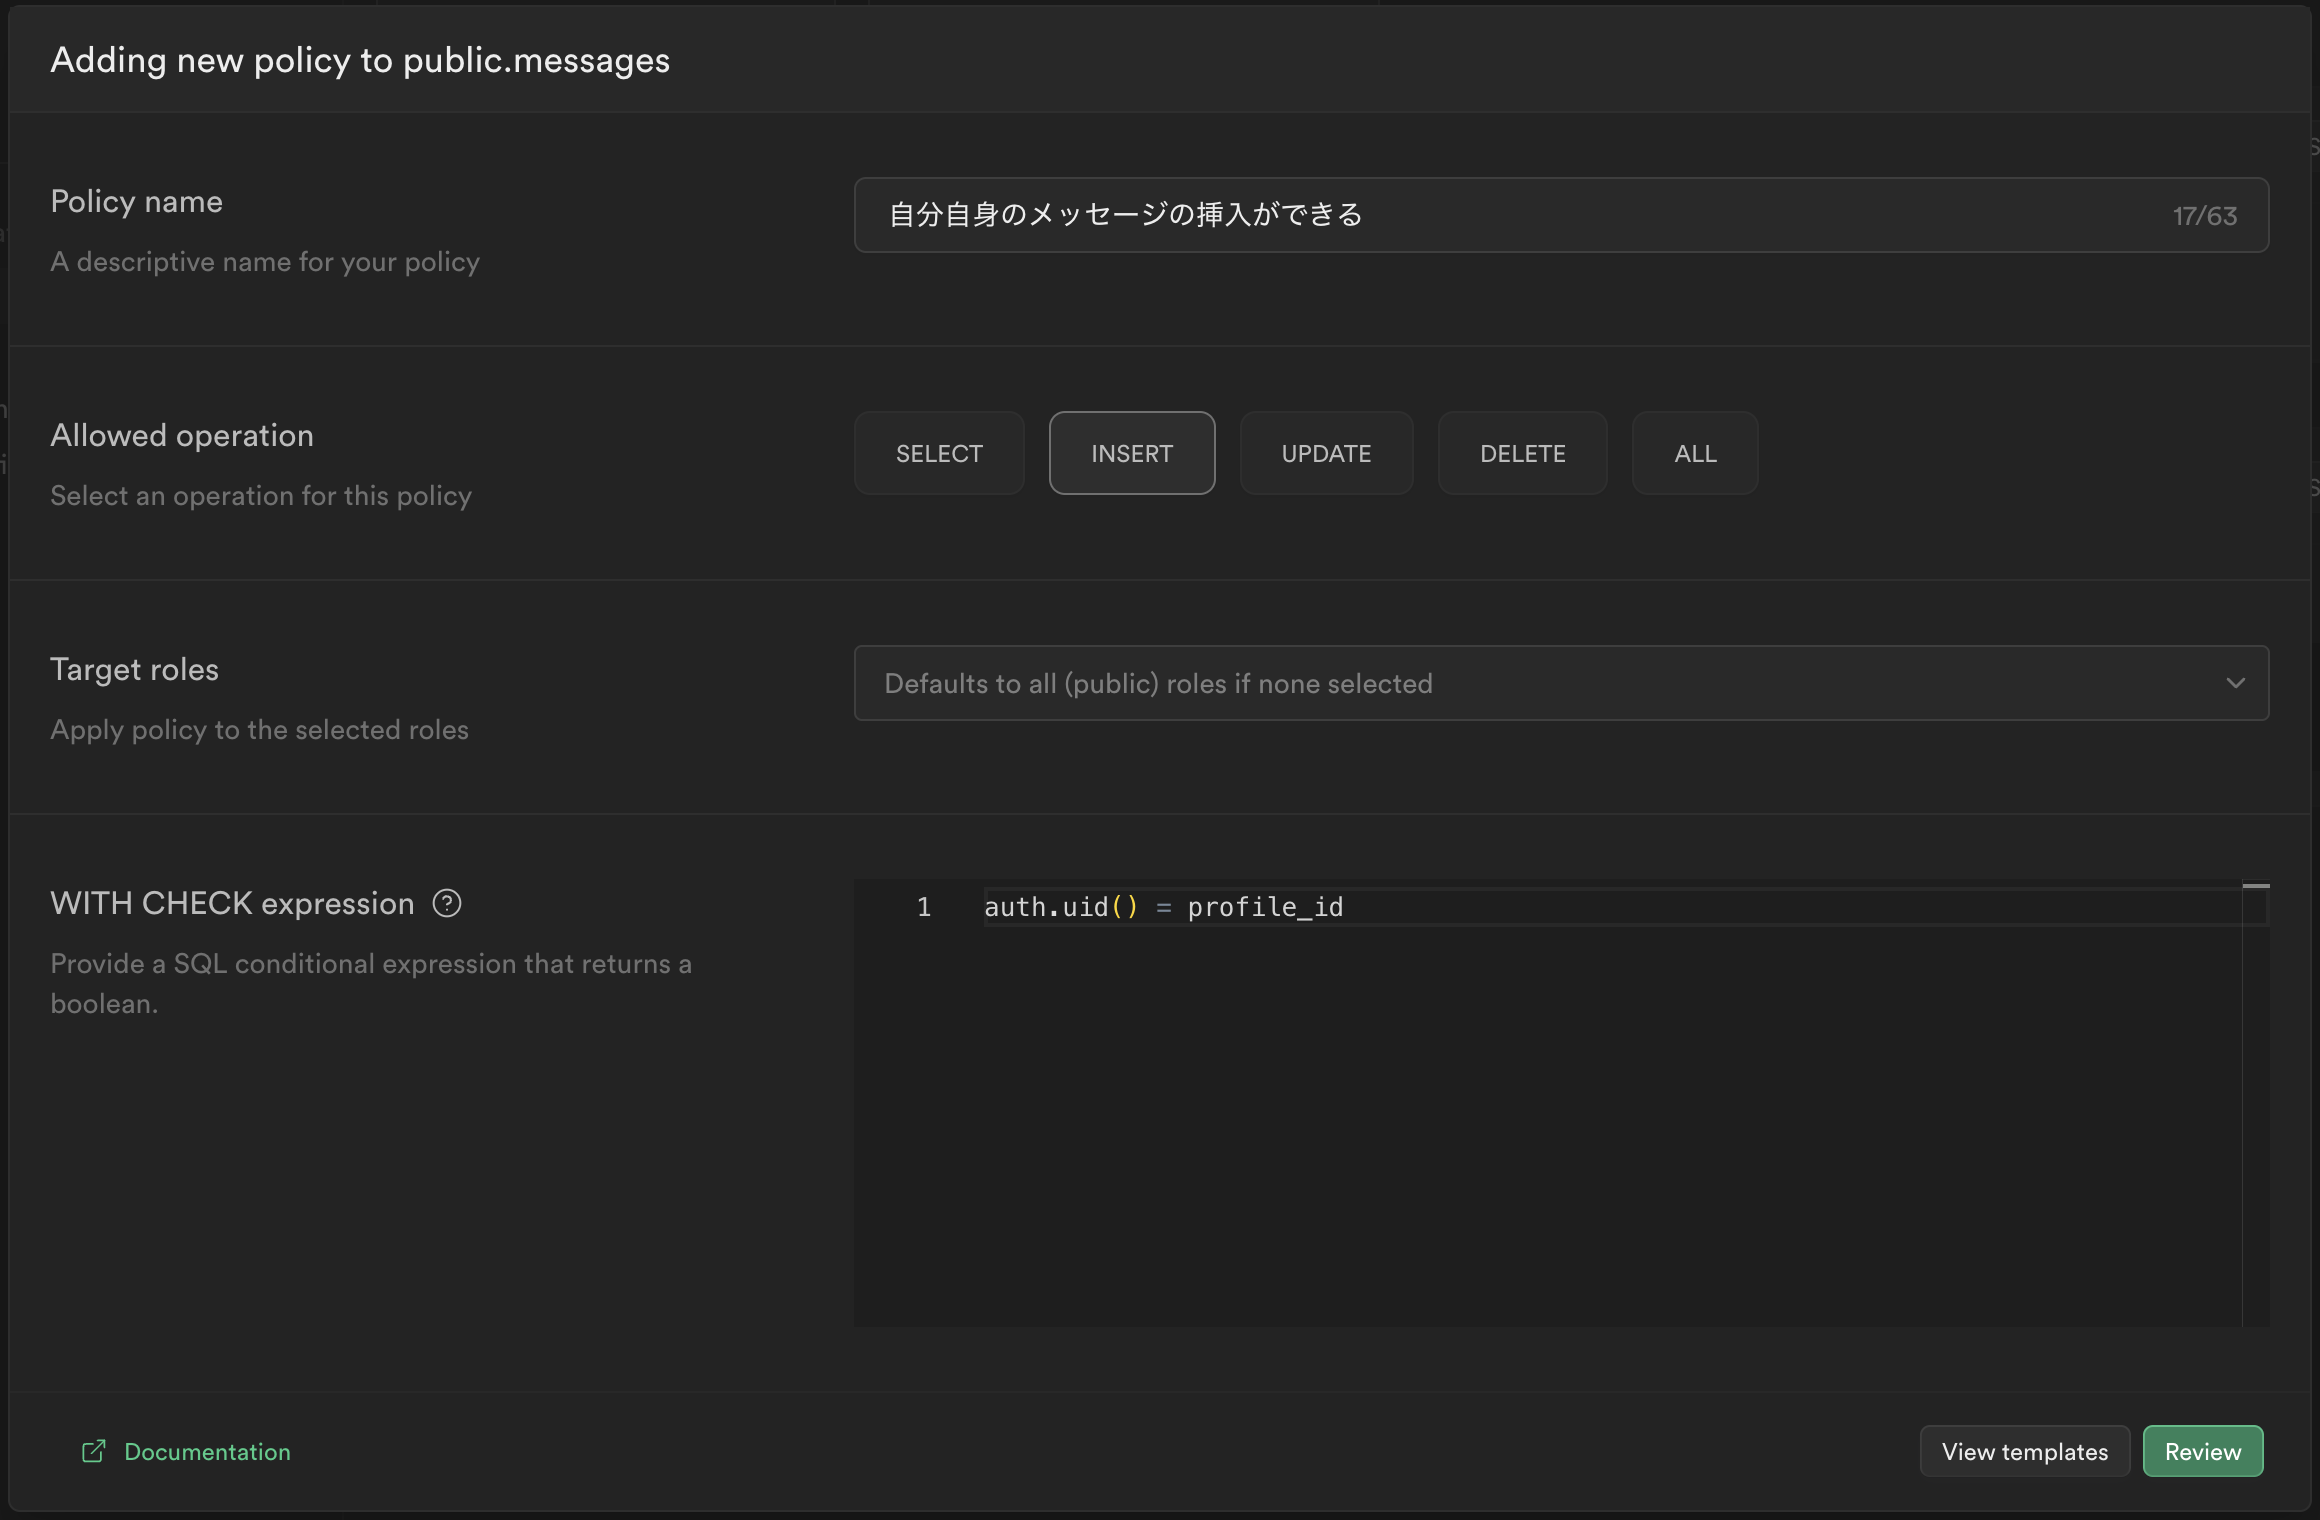 Adding new policy to public.messages
Policy name
A descriptive name for your policy
自分自身のメッセージの挿入ができる 17/63
Allowed operation
Select an operation for this policy
SELECT INSERT UPDATE DELETE ALL
Target roles
Apply policy to the selected roles
Defaults to all (public) roles if none selected
WITH CHECK expression ?
Provide a SQL conditional expression that returns a
boolean.
1 auth.uid() = profile_id
Documentation
View templates Review